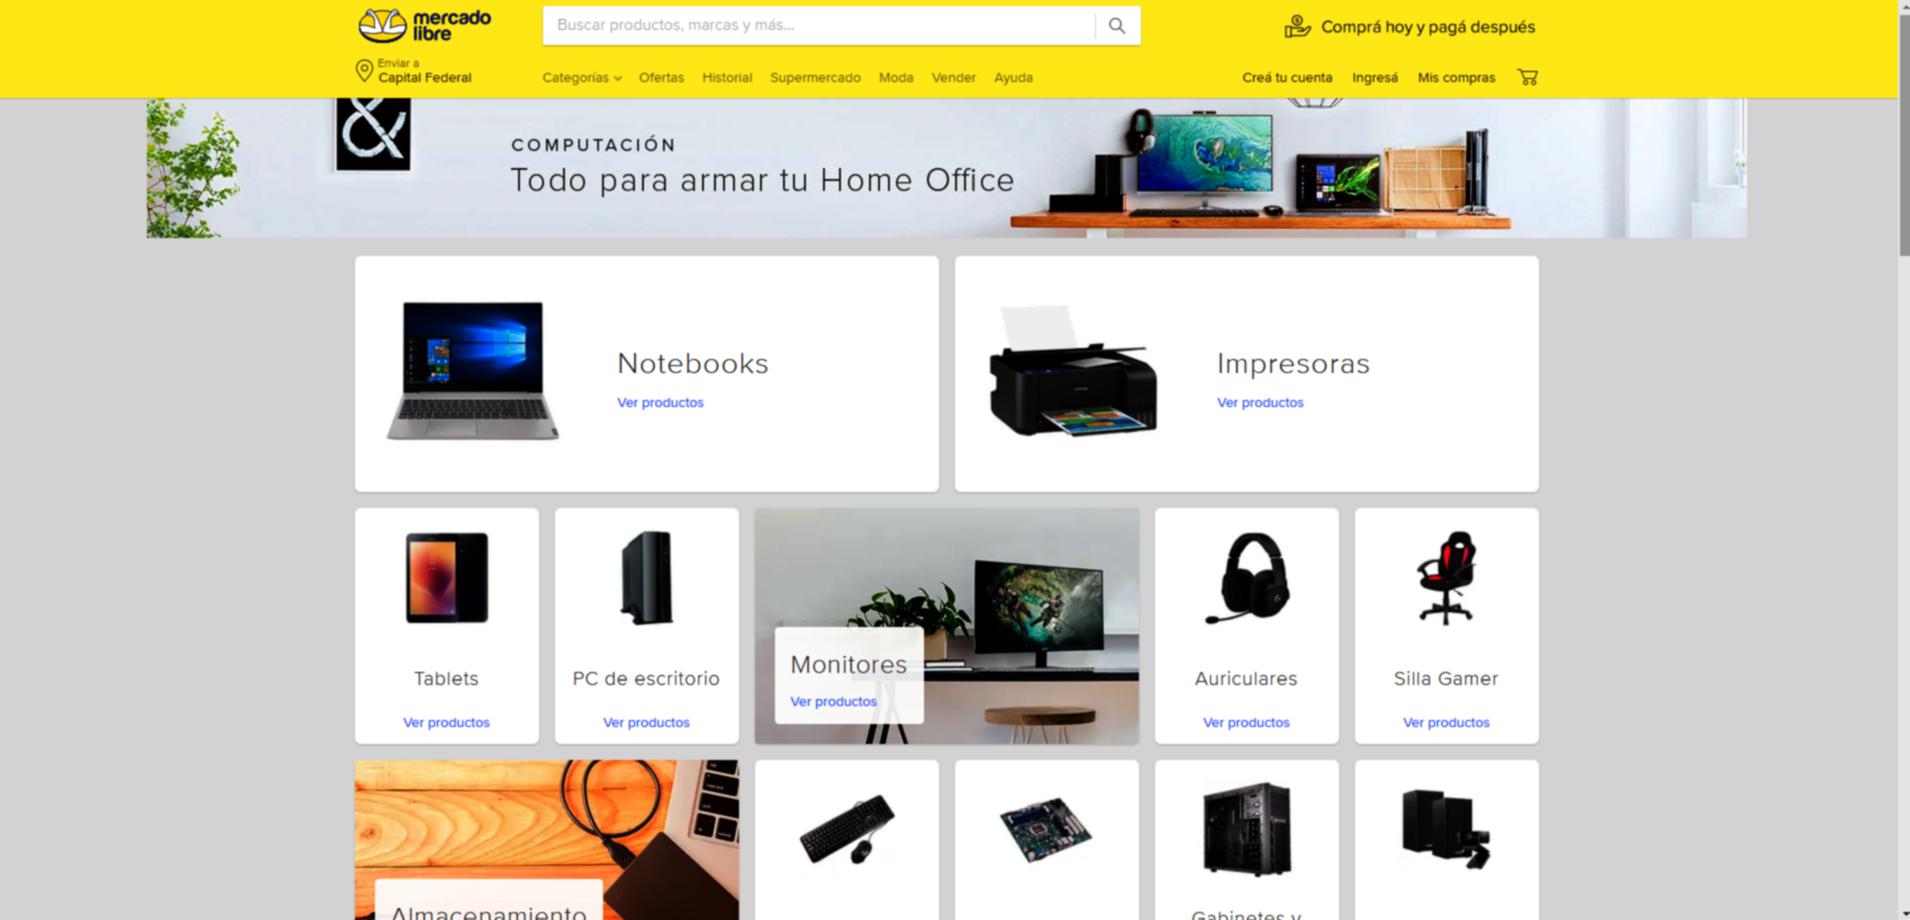 mercado
libre
Buscar productos, marcas y más...
Comprá hoy y pagá después
Enviar a
Capital Federal
Categorías
Ofertas
Historial
Supermercado
Moda
Vender
Ayuda
Creá tu cuenta
Ingresá
Mis compras
&
COMPUTACIÓN
Todo para armar tu Home Office
Notebooks
Ver productos
Impresoras
Ver productos
Tablets
Ver productos
PC de escritorio
Ver productos
Monitores
Ver productos
Auriculares
Ver productos
Silla Gamer
Ver productos
Almacenamiento
Gabinetes y